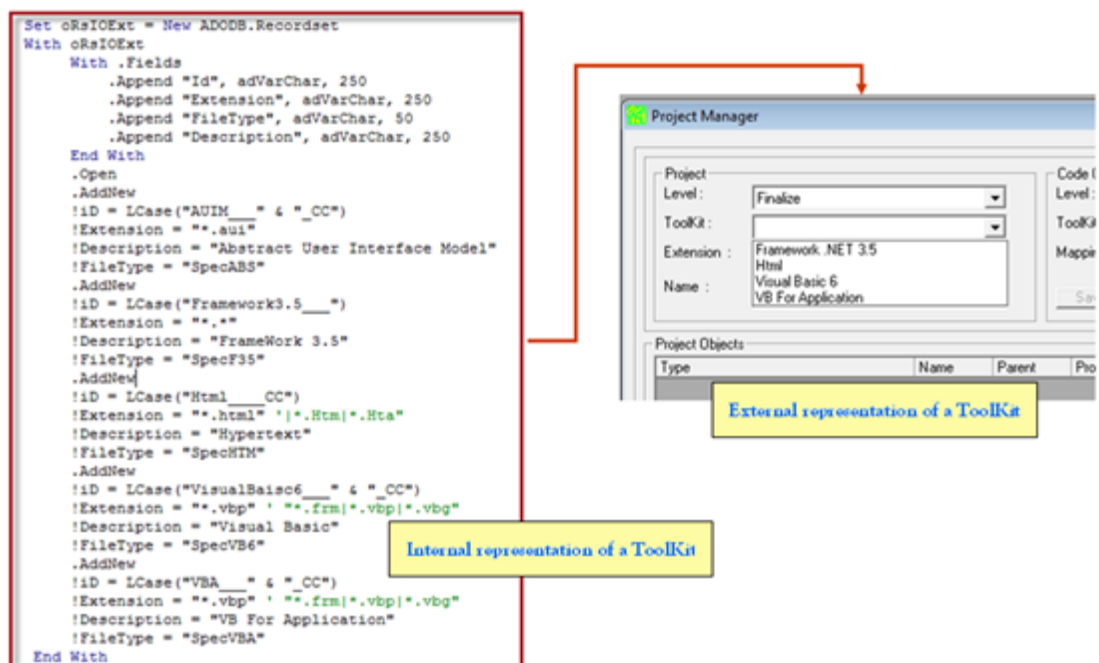 Set oRsIOExt = New ADODB.Recordset
With oRsIOExt
With .Fields
.Append "Id", adVarChar, 250
.Append "Extension", adVarChar, 250
.Append "FileType", adVarChar, 50
.Append "Description", adVarChar, 250
End With
.Open
.AddNew
!iD = LCase("AUIM___" & "_CC")
!Extension = "*.aui"
!Description = "Abstract User Interface Model"
!FileType = "SpecABS"
.AddNew
!iD = LCase("Framework3.5___")
!Extension = "*.*"
!Description = "FrameWork 3.5"
!FileType = "SpecF35"
.AddNew
!iD = LCase("Html____CC")
!Extension = "*.html" '|*.Htm|*.Hta"
!Description = "Hypertext"
!FileType = "SpecHTM"
.AddNew
!iD = LCase("VisualBaisc6___" & "_CC")
!Extension = "*.vbp" ' "*.frm|*.vbp|*.vbg"
!Description = "Visual Basic"
!FileType = "SpecVB6"
.AddNew
!iD = LCase("VBA___" & "_CC")
!Extension = "*.vbp" ' "*.frm|*.vbp|*.vbg"
!Description = "VB For Application"
!FileType = "SpecVBA"
End With
Internal representation of a ToolKit
Project Manager
Project
Level :
Finalize
ToolKit :
Extension :
Framework .NET 3.5
Html
Visual Basic 6
VB For Application
Name :
Code
Level :
ToolKi
Mappin
Sav
Project Objects
Type Name Parent Pro
External representation of a ToolKit